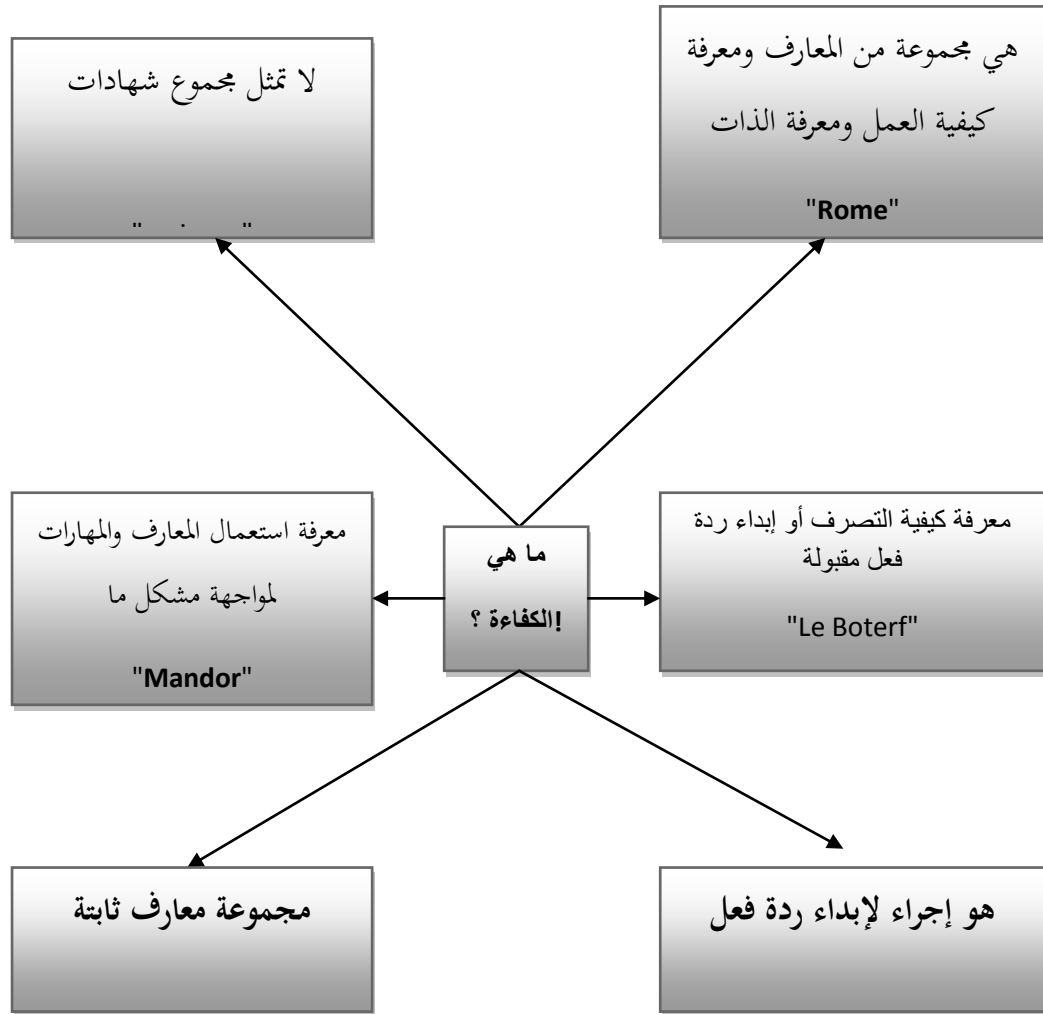 هي مجموعة من المعارف ومعرفة
كيفية العمل ومعرفة الذات
"Rome"
لا تمثل مجموع شهادات
معرفة كيفية التصرف أو إبداء ردة
فعل مقبولة
"Le Boterf"
ما هي
الكفاءة ؟!
معرفة استعمال المعارف والمهارات
لمواجهة مشكل ما
"Mandor"
هو إجراء لإبداء ردة فعل
مجموعة معارف ثابتة